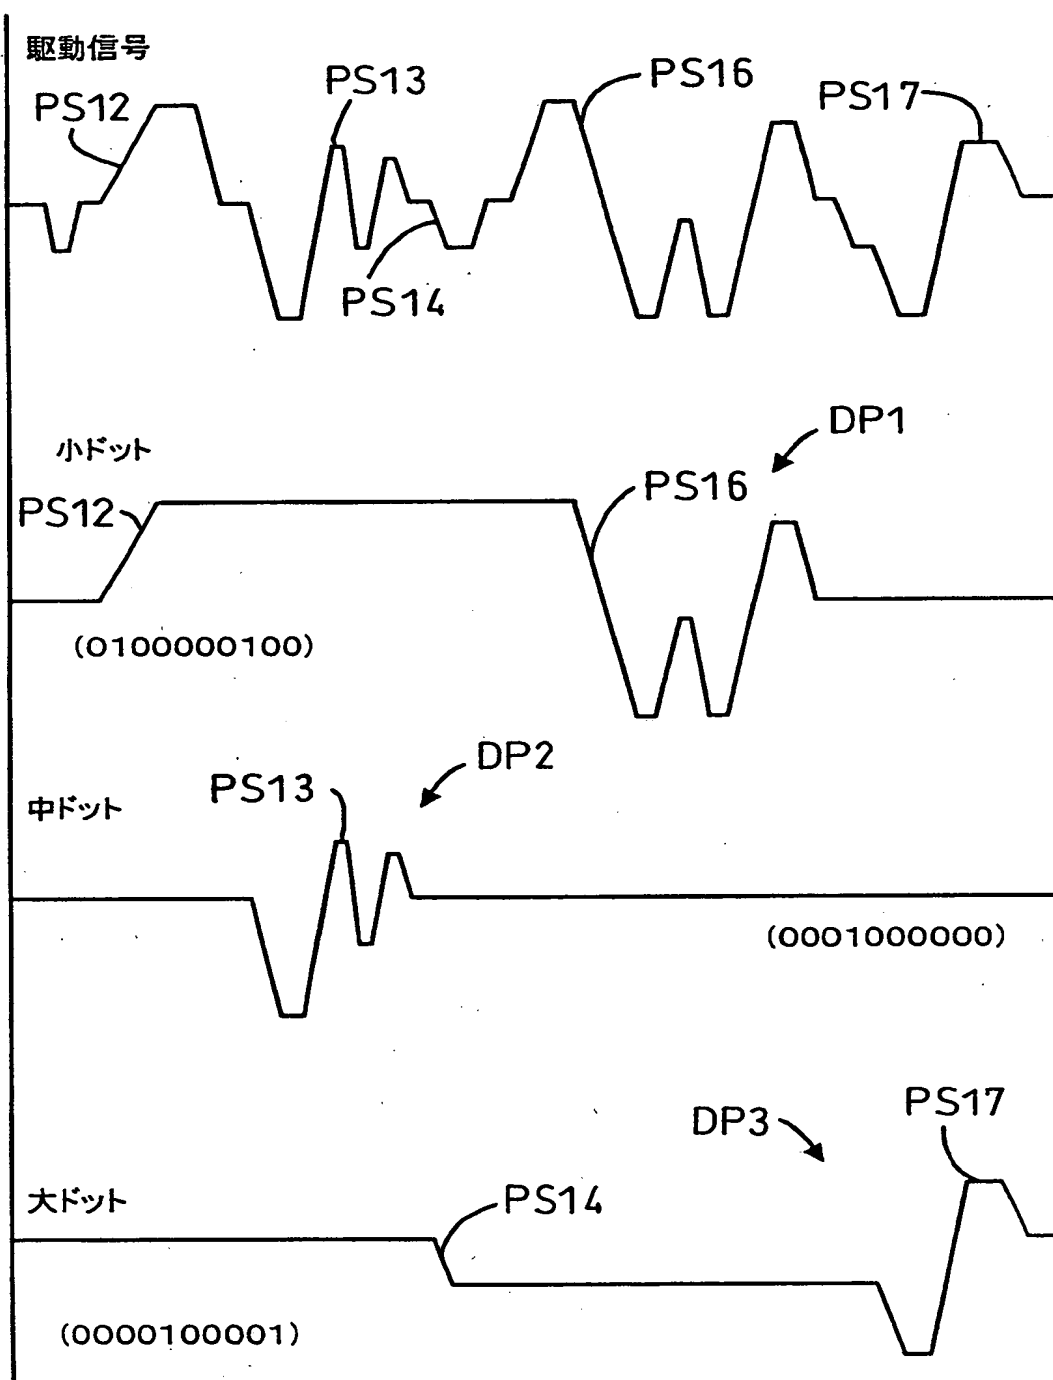 駆動信号
PS12
PS13
PS14
PS16
PS17
小ドット
PS12
PS16
DP1
(0100000100)
中ドット
PS13
DP2
(0001000000)
大ドット
PS14
DP3
PS17
(0000100001)